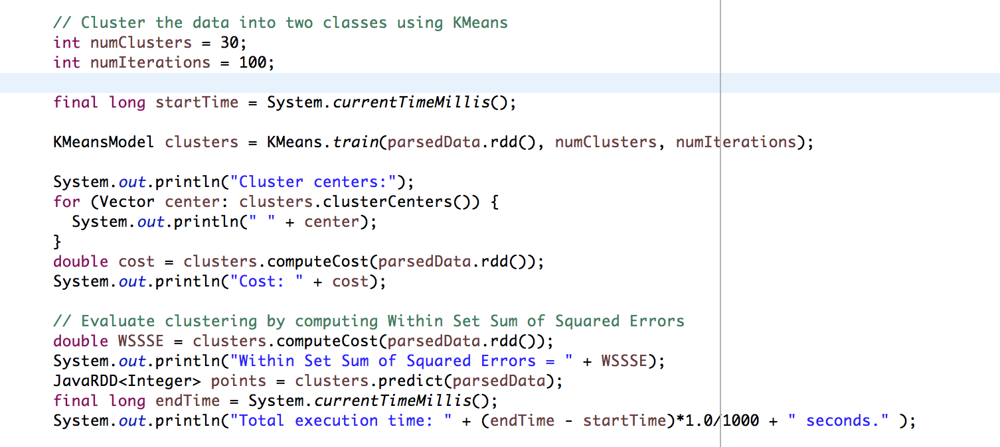 // Cluster the data into two classes using KMeans
int numClusters = 30;
int numIterations = 100;
final long startTime = System.currentTimeMillis();
KMeansModel clusters = KMeans.train(parsedData.rdd(), numClusters, numIterations);
System.out.println("Cluster centers:");
for (Vector center: clusters.clusterCenters()) {
  System.out.println(" " + center);
}
double cost = clusters.computeCost(parsedData.rdd());
System.out.println("Cost: " + cost);
// Evaluate clustering by computing Within Set Sum of Squared Errors
double WSSSE = clusters.computeCost(parsedData.rdd());
System.out.println("Within Set Sum of Squared Errors = " + WSSSE);
JavaRDD<Integer> points = clusters.predict(parsedData);
final long endTime = System.currentTimeMillis();
System.out.println("Total execution time: " + (endTime - startTime)*1.0/1000 + " seconds." );